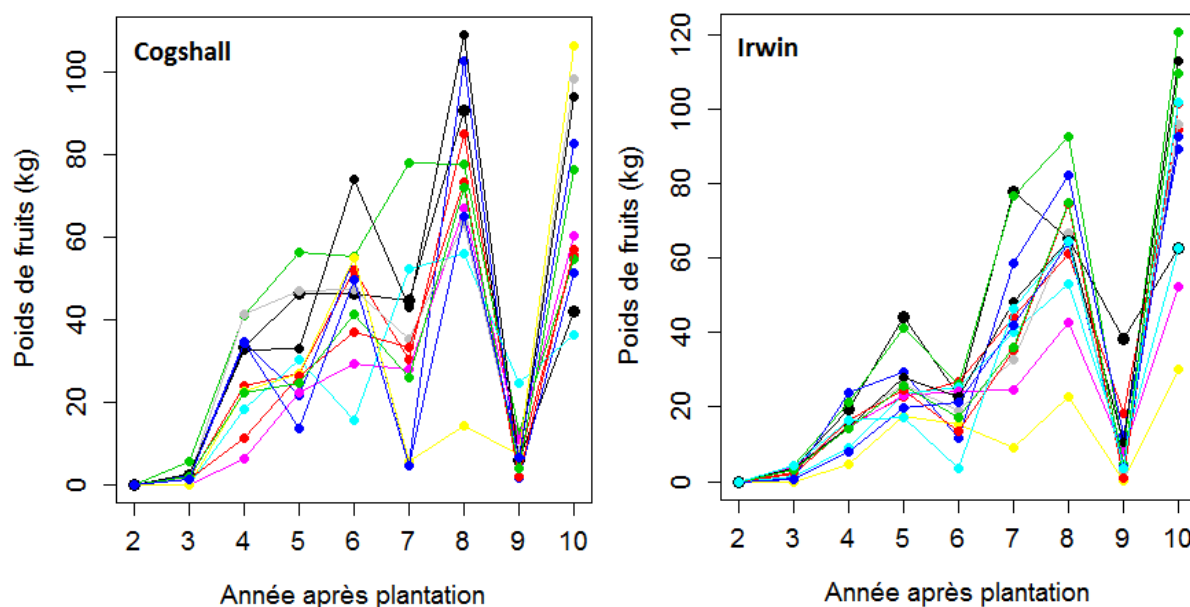 Cogshall
Poids de fruits (kg)
0 20 40 60 80 100
2 3 4 5 6 7 8 9 10
Année après plantation
Irwin
Poids de fruits (kg)
0 20 40 60 80 100 120
2 3 4 5 6 7 8 9 10
Année après plantation